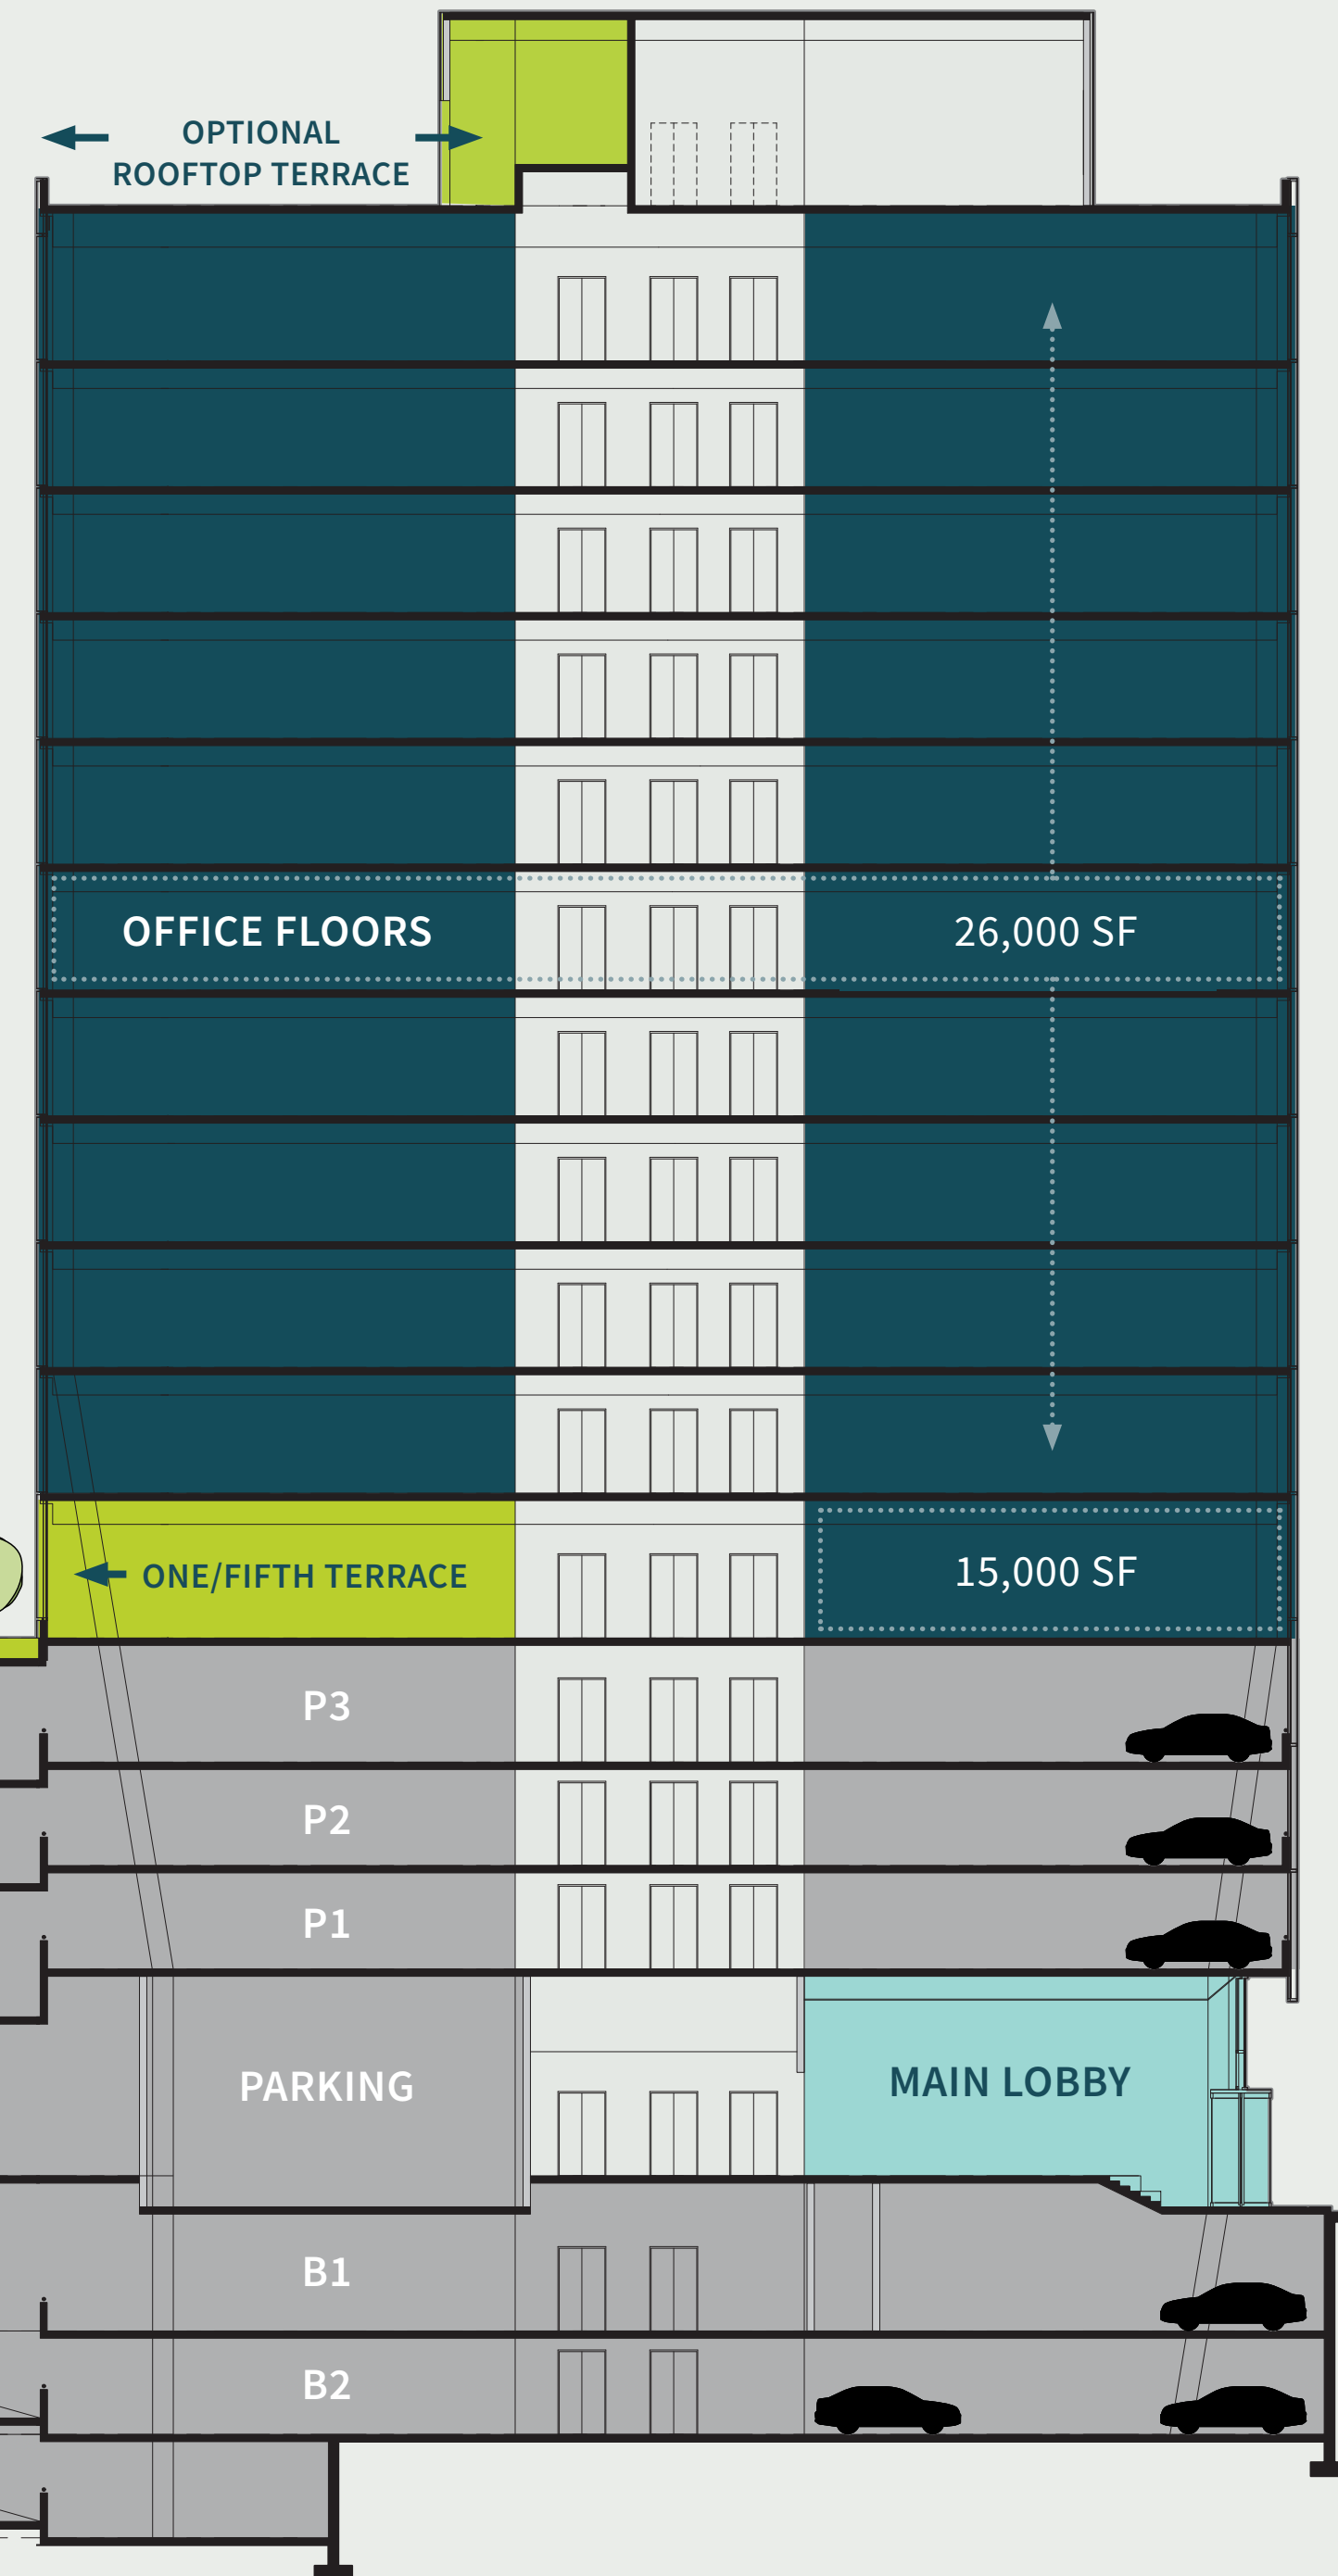 OPTIONAL
ROOFTOP TERRACE
OFFICE FLOORS
26,000 SF
ONE/FIFTH TERRACE
15,000 SF
P3
P2
P1
PARKING
MAIN LOBBY
B1
B2